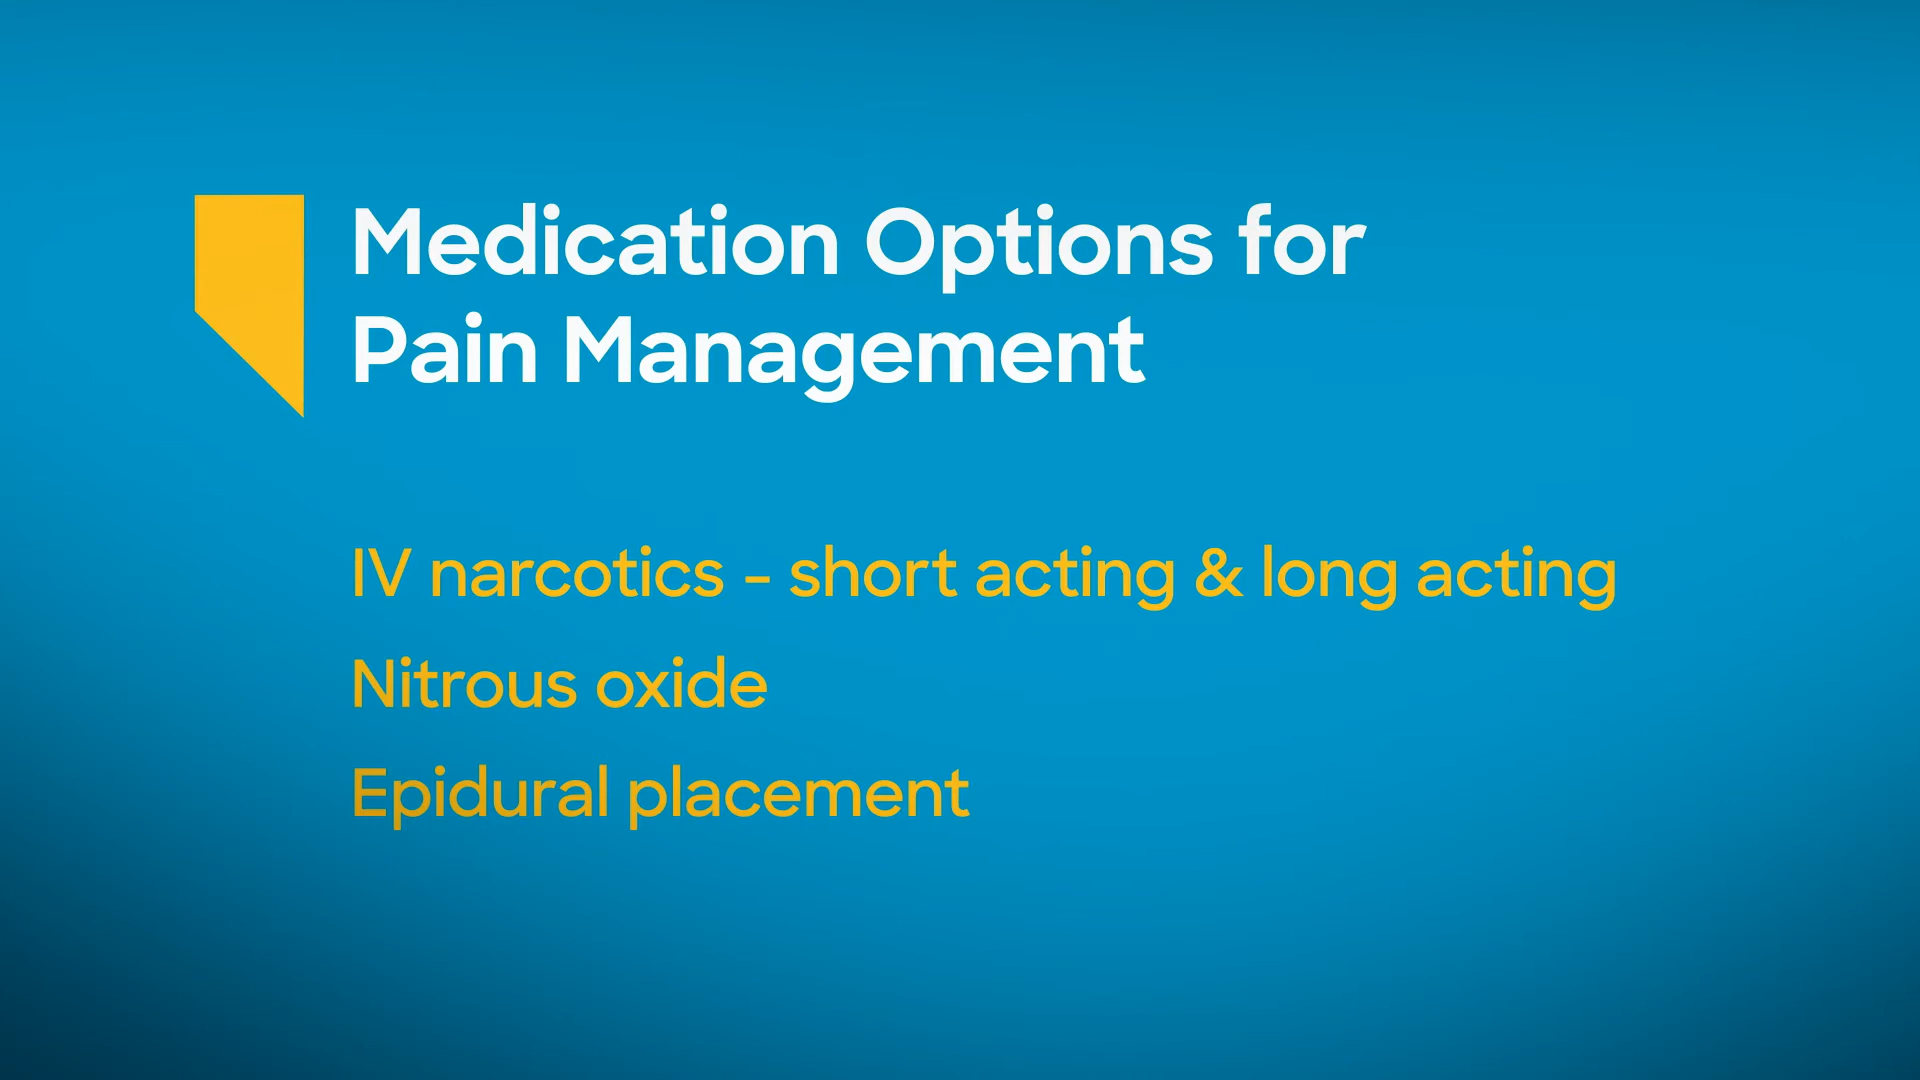 Medication Options for
Pain Management
IV narcotics - short acting & long acting
Nitrous oxide
Epidural placement